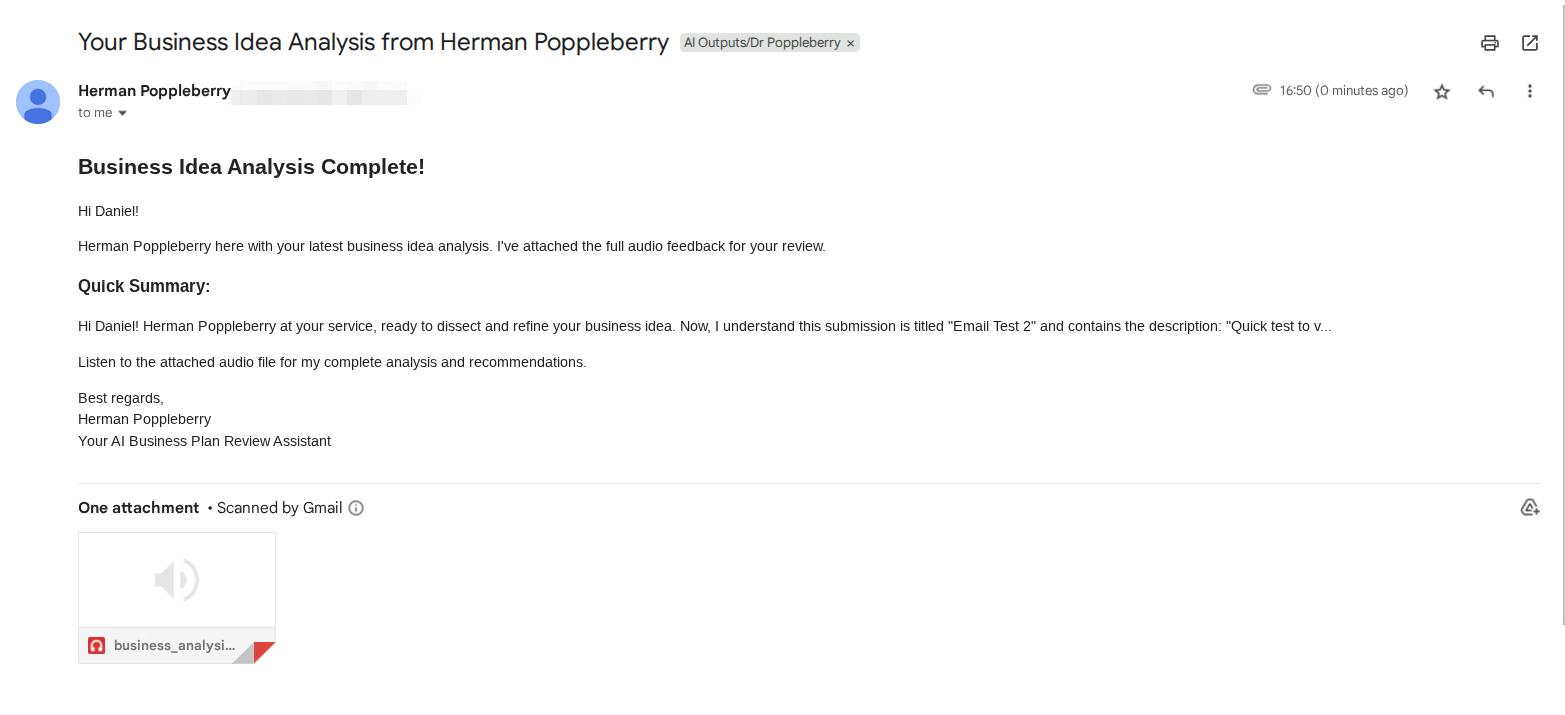 Your Business Idea Analysis from Herman Poppleberry AI Outputs/Dr Poppleberry ×
Herman Poppleberry 16:50 (0 minutes ago)
to me
Business Idea Analysis Complete!
Hi Daniel!
Herman Poppleberry here with your latest business idea analysis. I've attached the full audio feedback for your review.
Quick Summary:
Hi Daniel! Herman Poppleberry at your service, ready to dissect and refine your business idea. Now, I understand this submission is titled "Email Test 2" and contains the description: "Quick test to v...
Listen to the attached audio file for my complete analysis and recommendations.
Best regards,
Herman Poppleberry
Your AI Business Plan Review Assistant
One attachment • Scanned by Gmail
business_analysi...